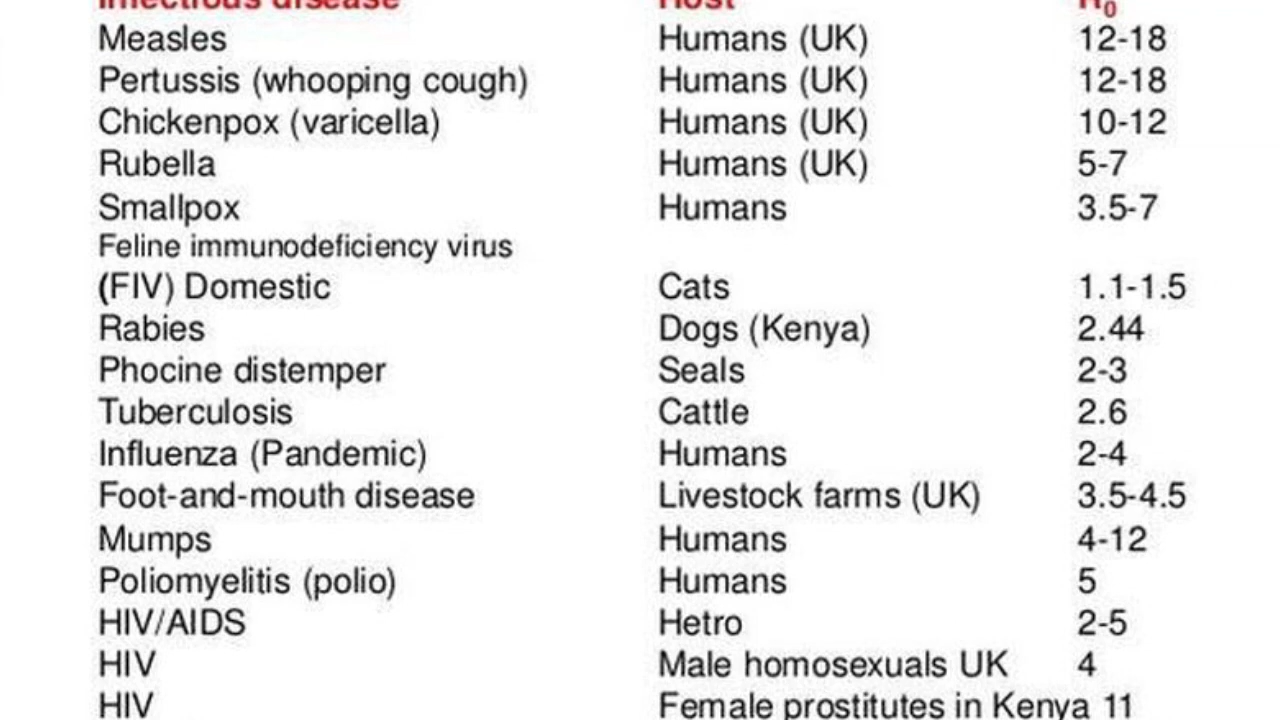 Infectious disease Host R0
Measles Humans (UK) 12-18
Pertussis (whooping cough) Humans (UK) 12-18
Chickenpox (varicella) Humans (UK) 10-12
Rubella Humans (UK) 5-7
Smallpox Humans 3.5-7
Feline immunodeficiency virus
(FIV) Domestic Cats 1.1-1.5
Rabies Dogs (Kenya) 2.44
Phocine distemper Seals 2-3
Tuberculosis Cattle 2.6
Influenza (Pandemic) Humans 2-4
Foot-and-mouth disease Livestock farms (UK) 3.5-4.5
Mumps Humans 4-12
Poliomyelitis (polio) Humans 5
HIV/AIDS Hetro 2-5
HIV Male homosexuals UK 4
HIV Female prostitutes in Kenya 11